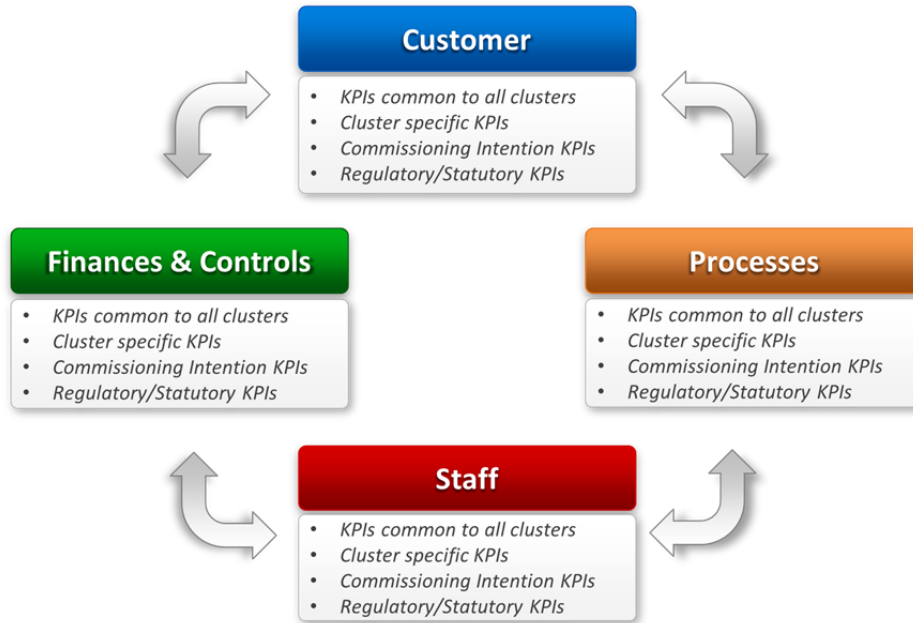 Customer
• KPIs common to all clusters
• Cluster specific KPIs
• Commissioning Intention KPIs
• Regulatory/Statutory KPIs
Finances & Controls
• KPIs common to all clusters
• Cluster specific KPIs
• Commissioning Intention KPIs
• Regulatory/Statutory KPIs
Processes
• KPIs common to all clusters
• Cluster specific KPIs
• Commissioning Intention KPIs
• Regulatory/Statutory KPIs
Staff
• KPIs common to all clusters
• Cluster specific KPIs
• Commissioning Intention KPIs
• Regulatory/Statutory KPIs